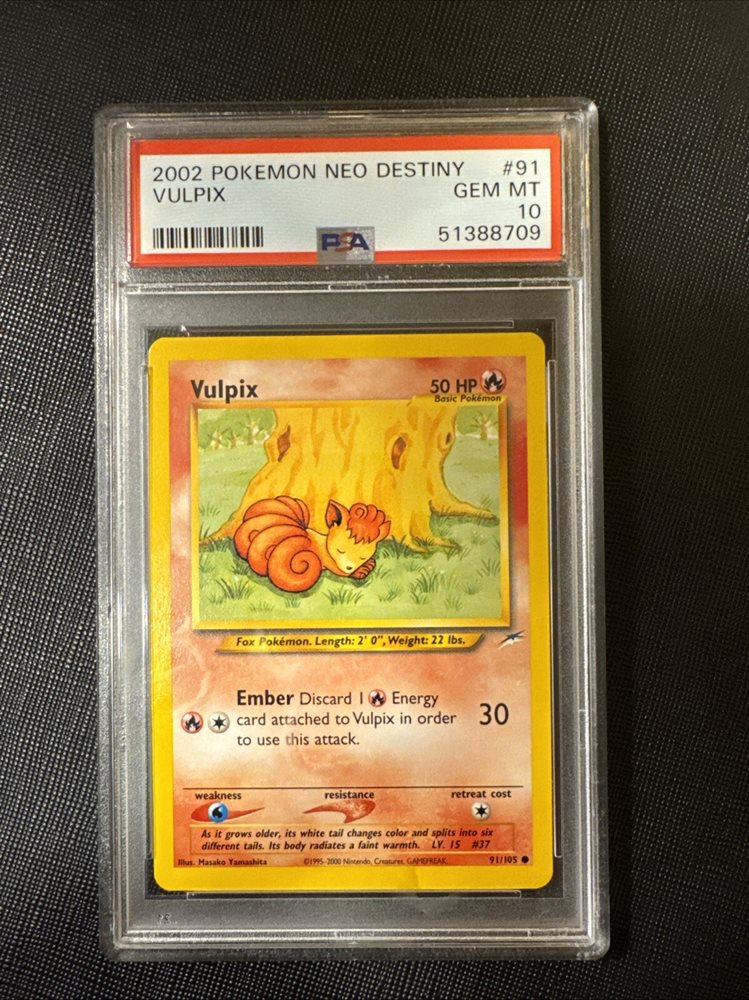 2002 POKEMON NEO DESTINY #91
VULPIX GEM MT
10
PSA 51388709
Vulpix 50 HP
Basic Pokémon
Fox Pokémon. Length: 2' 0", Weight: 22 lbs.
Ember Discard 1 Energy
card attached to Vulpix in order
to use this attack.
30
weakness resistance retreat cost
As it grows older, its white tail changes color and splits into six
different tails. Its body radiates a faint warmth. LV. 15 #37
Illus. Masako Yamashita ©1995-2000 Nintendo, Creatures, GAMEFREAK. 91/105